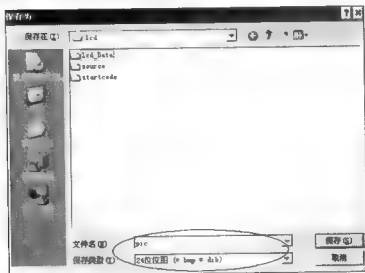 保存为
保存在(I) lcd
lcd_Data
source
startcode
文件名(N) pic 保存(S)
保存类型(T) 24位位图 (*.bmp *.dib) 取消